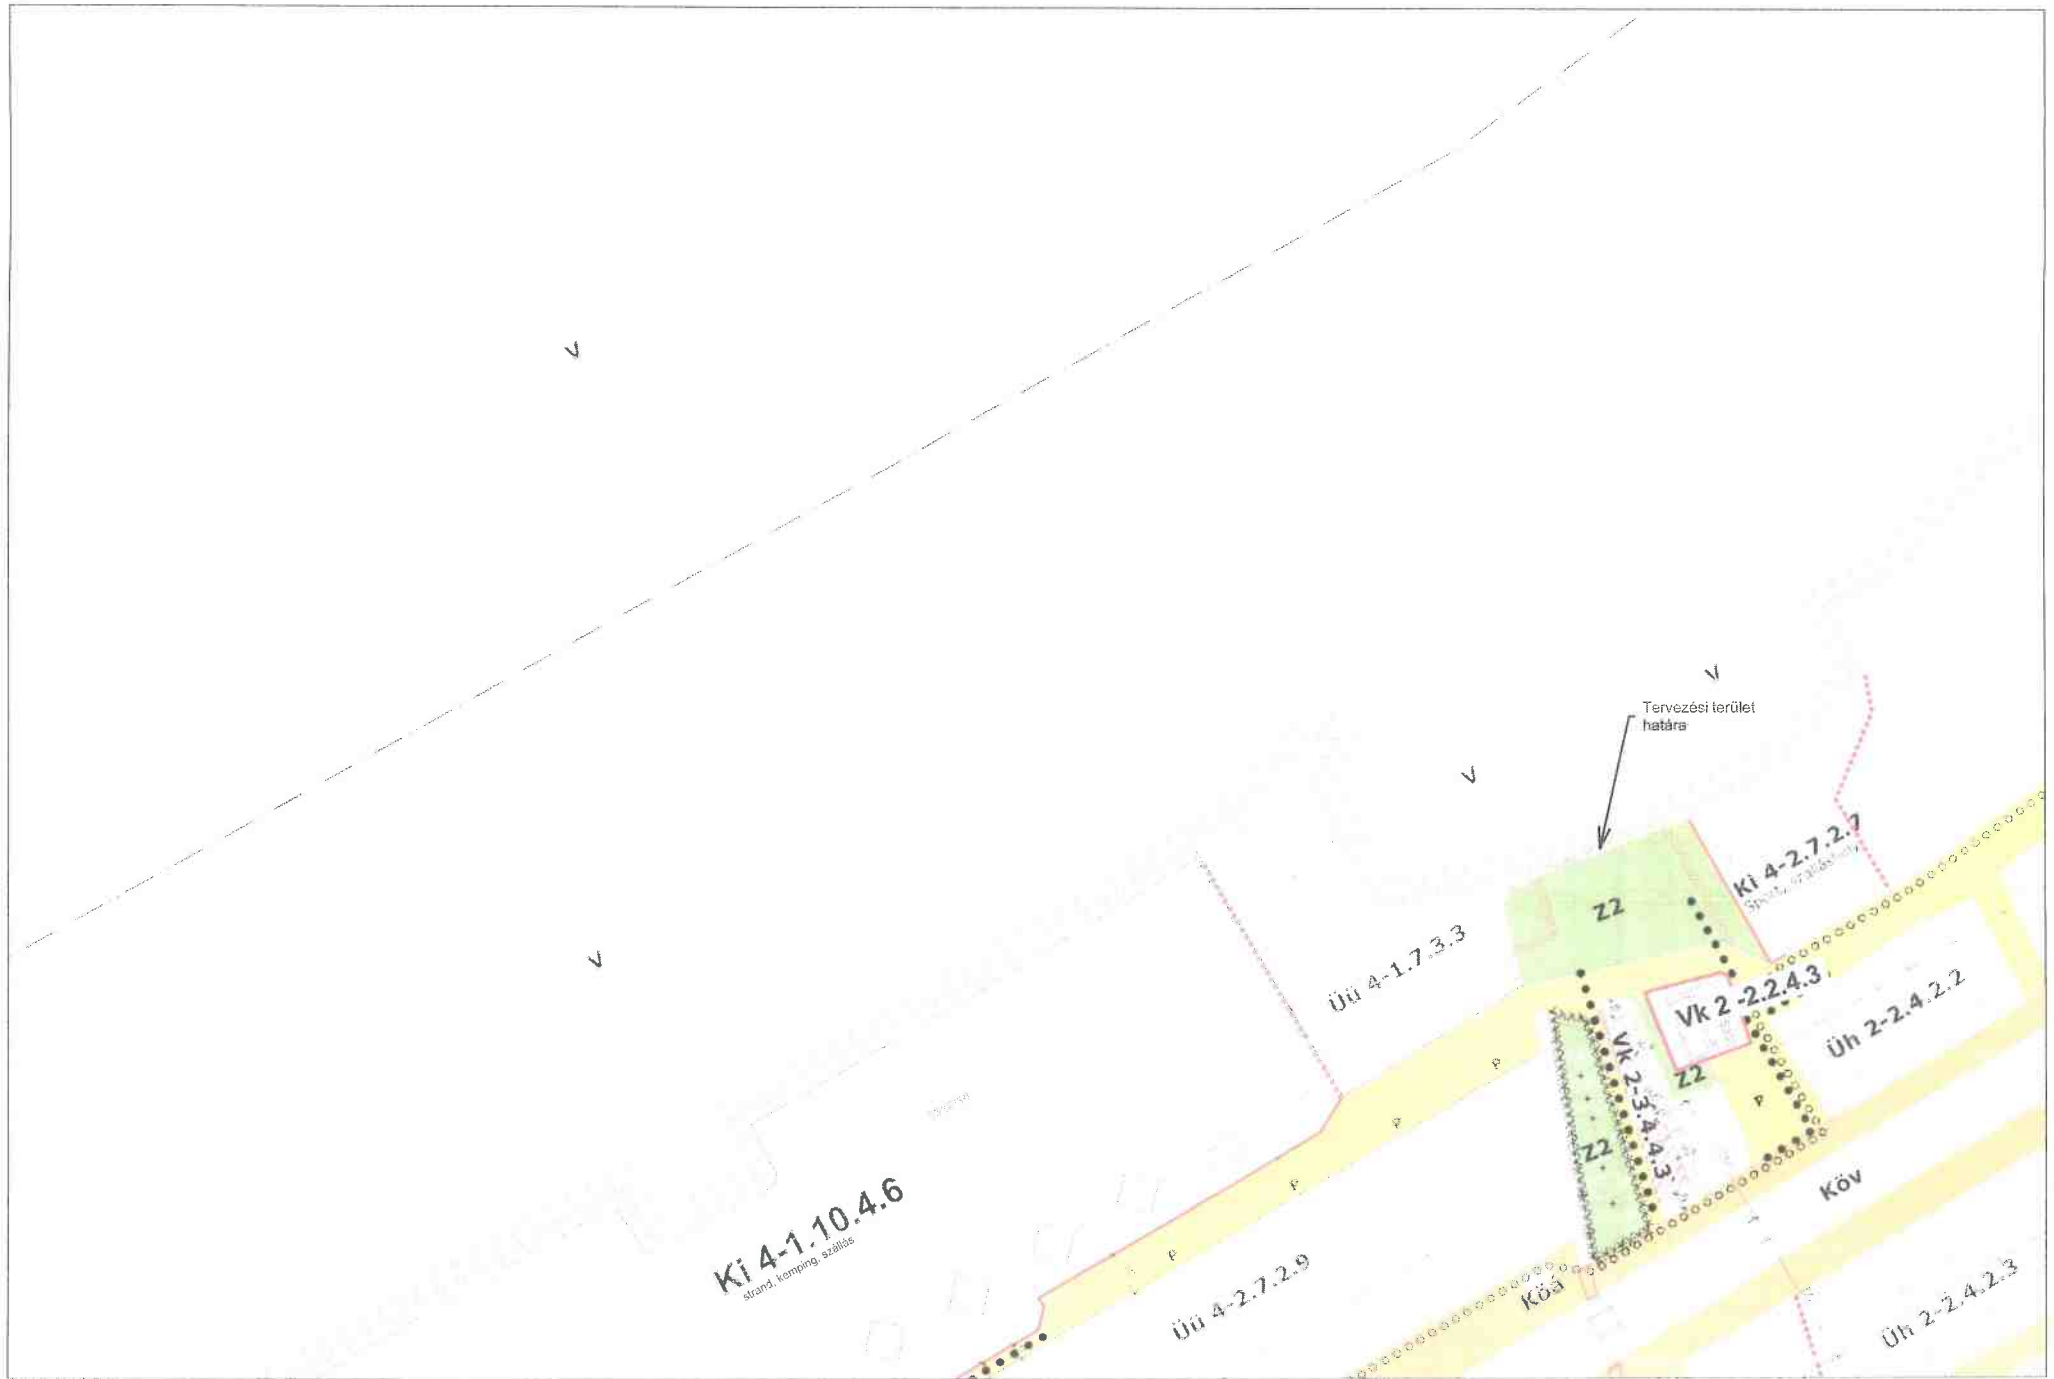 V
V
Tervezési terület
határa
V
Ki 4-2.7.2.7
Z2
Üü 4-1.7.3.3
V
Vk 2 -2.2.4.3
Üh 2-2.4.2.2
P
Vk 2-3.4.4.3
Z2
P
P
Z2
P
Köv
Ki 4-1.10.4.6
strand, kemping, szállás
P
Üü 4-2.7.2.9
Köá
Üh 2-2.4.2.3